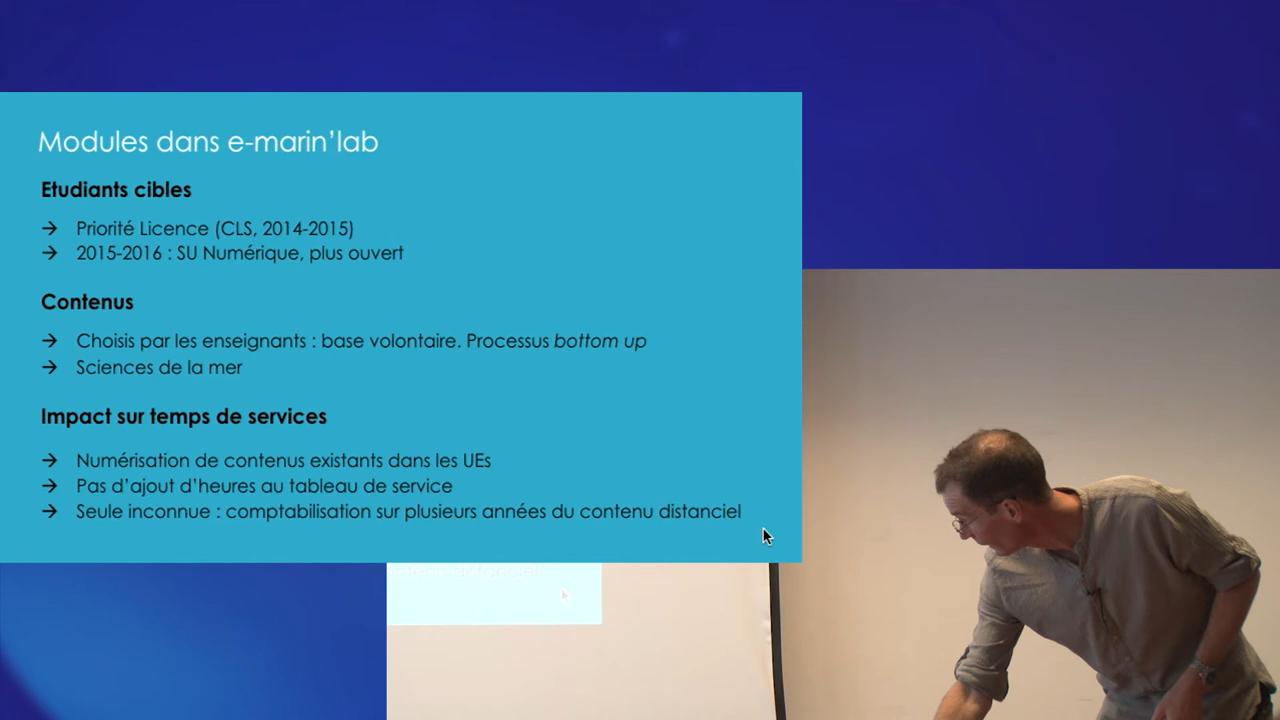 Modules dans e-marin'lab
Etudiants cibles
→ Priorité Licence (CLS, 2014-2015)
→ 2015-2016 : SU Numérique, plus ouvert
Contenus
→ Choisis par les enseignants : base volontaire. Processus bottom up
→ Sciences de la mer
Impact sur temps de services
→ Numérisation de contenus existants dans les UEs
→ Pas d'ajout d'heures au tableau de service
→ Seule inconnue : comptabilisation sur plusieurs années du contenu distanciel